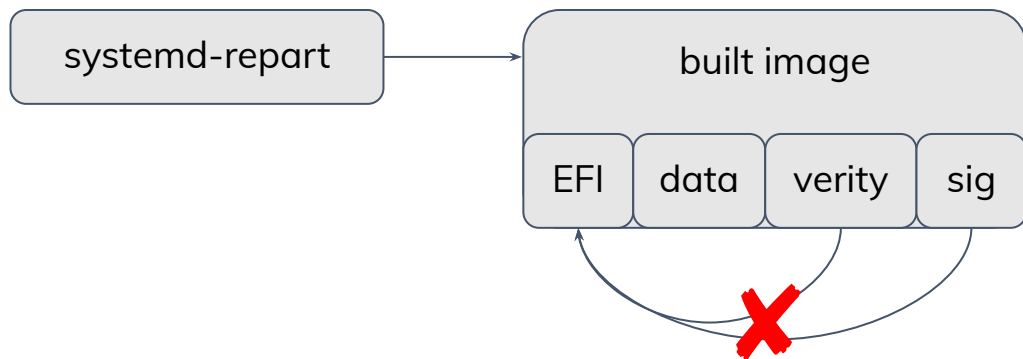 systemd-repart
built image
EFI
data
verity
sig